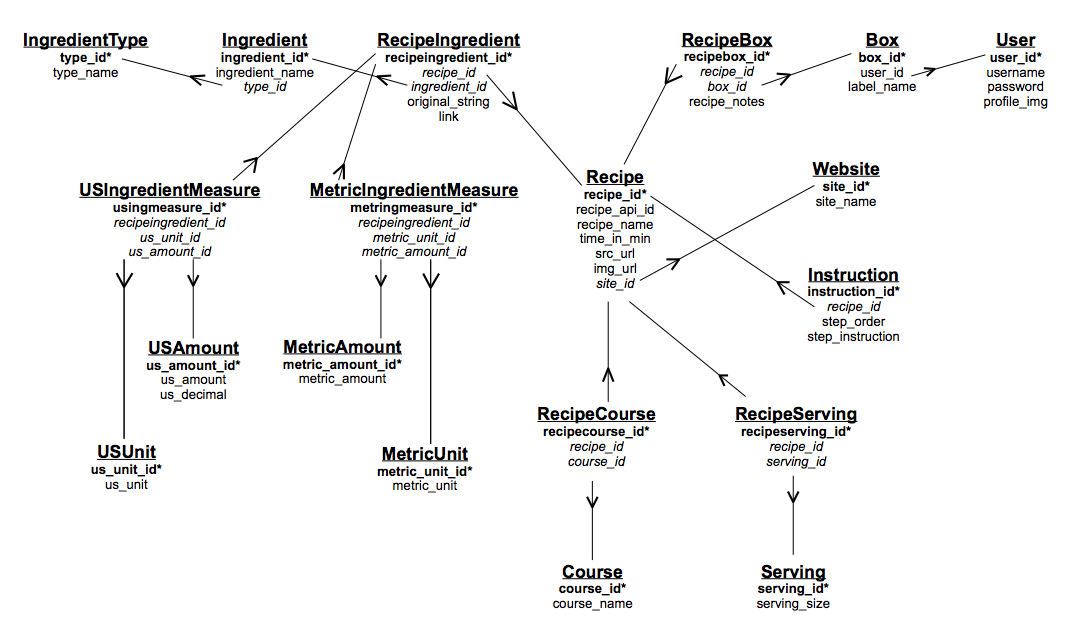 IngredientType
type_id*
type_name
Ingredient
ingredient_id*
ingredient_name
type_id
RecipeIngredient
recipeingredient_id*
recipe_id
ingredient_id
original_string
link
RecipeBox
recipebox_id*
recipe_id
box_id
recipe_notes
Box
box_id*
user_id
label_name
User
user_id*
username
password
profile_img
USIngredientMeasure
usingmeasure_id*
recipeingredient_id
us_unit_id
us_amount_id
MetricIngredientMeasure
metringmeasure_id*
recipeingredient_id
metric_unit_id
metric_amount_id
Recipe
recipe_id*
recipe_api_id
recipe_name
time_in_min
src_url
img_url
site_id
Website
site_id*
site_name
Instruction
instruction_id*
recipe_id
step_order
step_instruction
USAmount
us_amount_id*
us_amount
us_decimal
MetricAmount
metric_amount_id*
metric_amount
USUnit
us_unit_id*
us_unit
MetricUnit
metric_unit_id*
metric_unit
RecipeCourse
recipecourse_id*
recipe_id
course_id
RecipeServing
recipeserving_id*
recipe_id
serving_id
Course
course_id*
course_name
Serving
serving_id*
serving_size